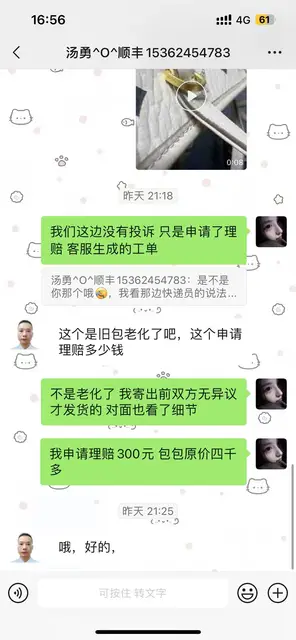 16:56
4G 61
汤勇^O^顺丰15362454783
0:08
昨天 21:18
我们这边没有投诉 只是申请了理
赔 客服生成的工单
汤勇^O^顺丰15362454783：是不是
你那个哦，我看那边快递员的说法...
这个是旧包老化了吧，这个申请
理赔多少钱
不是老化了 我寄出前双方无异议
才发货的 对面也看了细节
我申请理赔300元 包包原价四千
多
昨天 21:25
哦，好的，
可按住 转文字